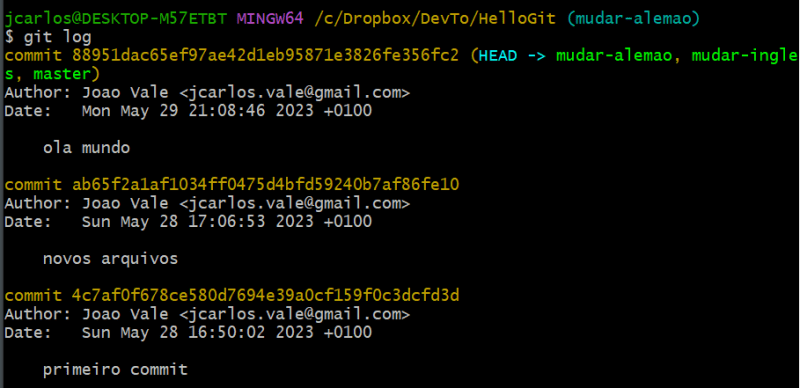 jcarlos@DESKTOP-M57ETBT MINGW64 /c/Dropbox/DevTo/HelloGit (mudar-alemao)
$ git log
commit 88951dac65ef97ae42d1eb95871e3826fe356fc2 (HEAD -> mudar-alemao, mudar-ingle
s, master)
Author: Joao Vale <jcarlos.vale@gmail.com>
Date:   Mon May 29 21:08:46 2023 +0100
ola mundo
commit ab65f2a1af1034ff0475d4bfd59240b7af86fe10
Author: Joao Vale <jcarlos.vale@gmail.com>
Date:   Sun May 28 17:06:53 2023 +0100
novos arquivos
commit 4c7af0f678ce580d7694e39a0cf159f0c3dcfd3d
Author: Joao Vale <jcarlos.vale@gmail.com>
Date:   Sun May 28 16:50:02 2023 +0100
primeiro commit